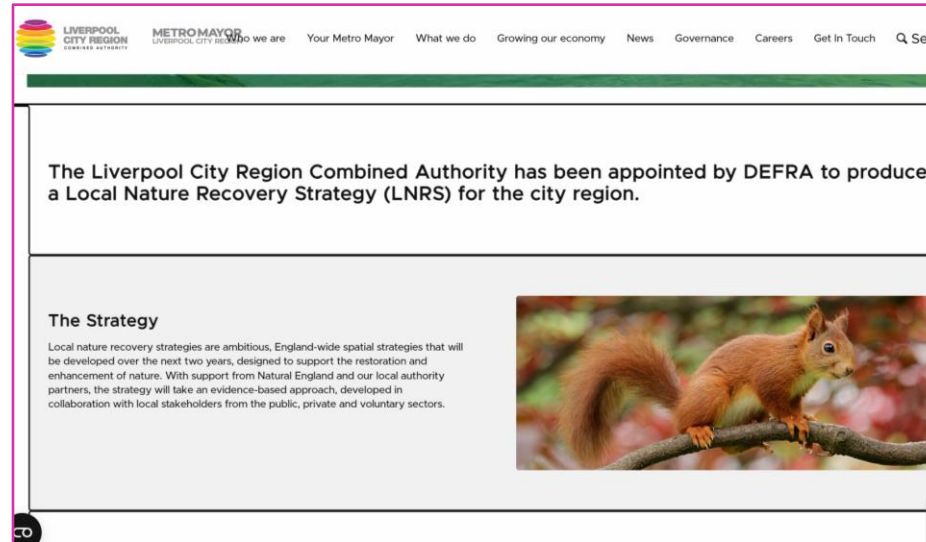 LIVERPOOL
CITY REGION
COMBINED AUTHORITY
METRO MAYOR
LIVERPOOL CITY REGION
Who we are
Your Metro Mayor
What we do
Growing our economy
News
Governance
Careers
Get In Touch
Se
The Liverpool City Region Combined Authority has been appointed by DEFRA to produce
a Local Nature Recovery Strategy (LNRS) for the city region.
The Strategy
Local nature recovery strategies are ambitious, England-wide spatial strategies that will
be developed over the next two years, designed to support the restoration and
enhancement of nature. With support from Natural England and our local authority
partners, the strategy will take an evidence-based approach, developed in
collaboration with local stakeholders from the public, private and voluntary sectors.